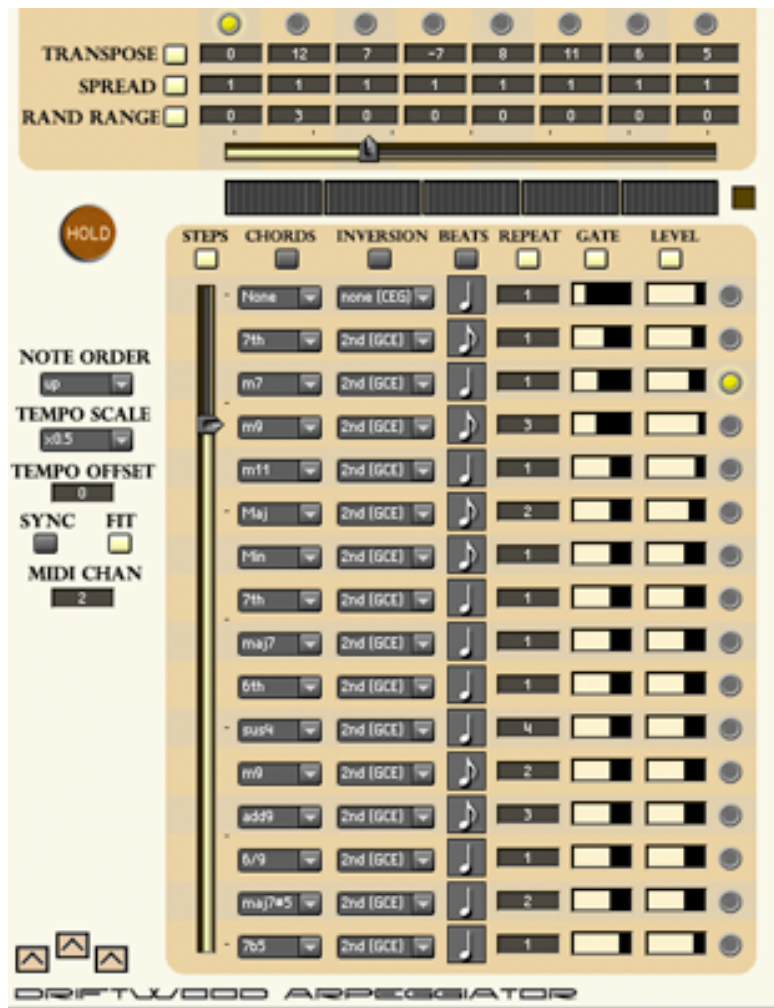 TRANSPOSE 0 12 7 -7 8 11 6 5
SPREAD 1 1 1 1 1 1 1 1
RAND RANGE 0 3 0 0 0 0 0 0
HOLD
STEPS CHORDS INVERSION BEATS REPEAT GATE LEVEL
None none (CEG) 1
7th 2nd (GCE) 1
m7 2nd (GCE) 1
m9 2nd (GCE) 3
m11 2nd (GCE) 1
Maj 2nd (GCE) 2
Min 2nd (GCE) 1
7th 2nd (GCE) 1
maj7 2nd (GCE) 1
6th 2nd (GCE) 1
sus4 2nd (GCE) 4
m9 2nd (GCE) 2
add9 2nd (GCE) 3
6/9 2nd (GCE) 1
maj7#5 2nd (GCE) 2
7b5 2nd (GCE) 1
NOTE ORDER
up
TEMPO SCALE
x0.5
TEMPO OFFSET
0
SYNC FIT
MIDI CHAN
2
DRIFTWOOD ARPEGGIATOR